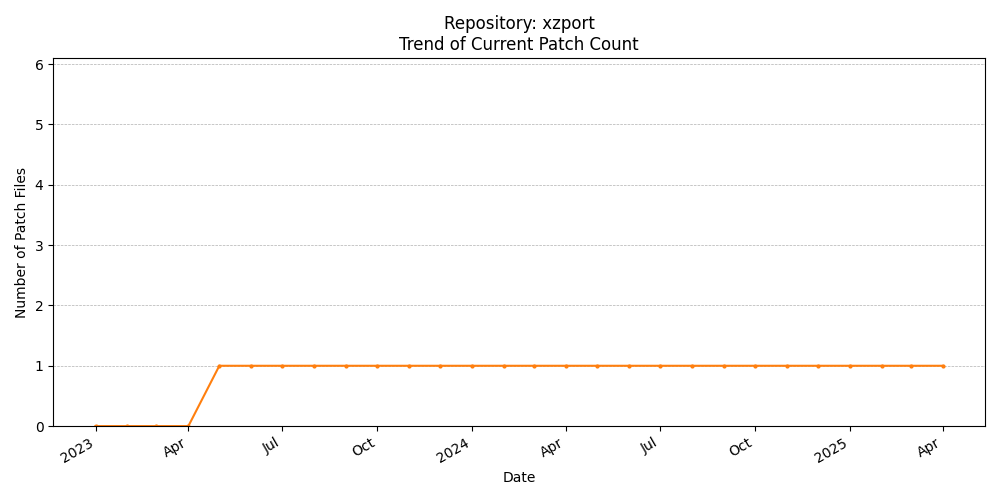 Repository: xzport
Trend of Current Patch Count
Number of Patch Files
6
5
4
3
2
1
0
2023
Apr
Jul
Oct
2024
Apr
Jul
Oct
2025
Apr
Date